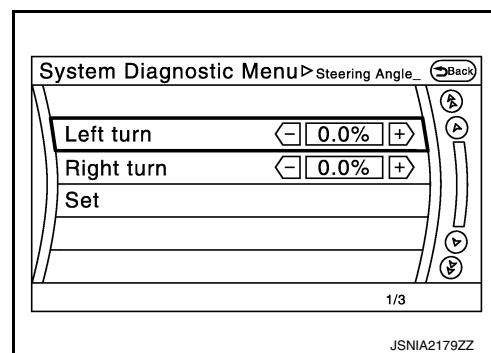 System Diagnostic Menu▷Steering Angle_ Back
Left turn − 0.0% +
Right turn − 0.0% +
Set
1/3
JSNIA2179ZZ